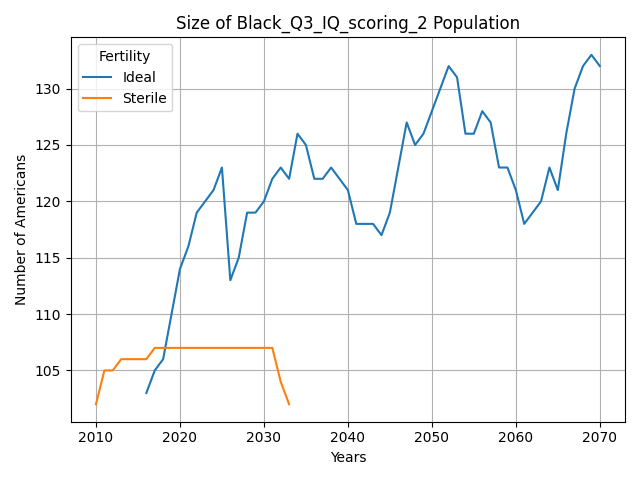 Size of Black_Q3_IQ_scoring_2 Population
Fertility
Ideal
Sterile
Number of Americans
130
125
120
115
110
105
2010 2020 2030 2040 2050 2060 2070
Years